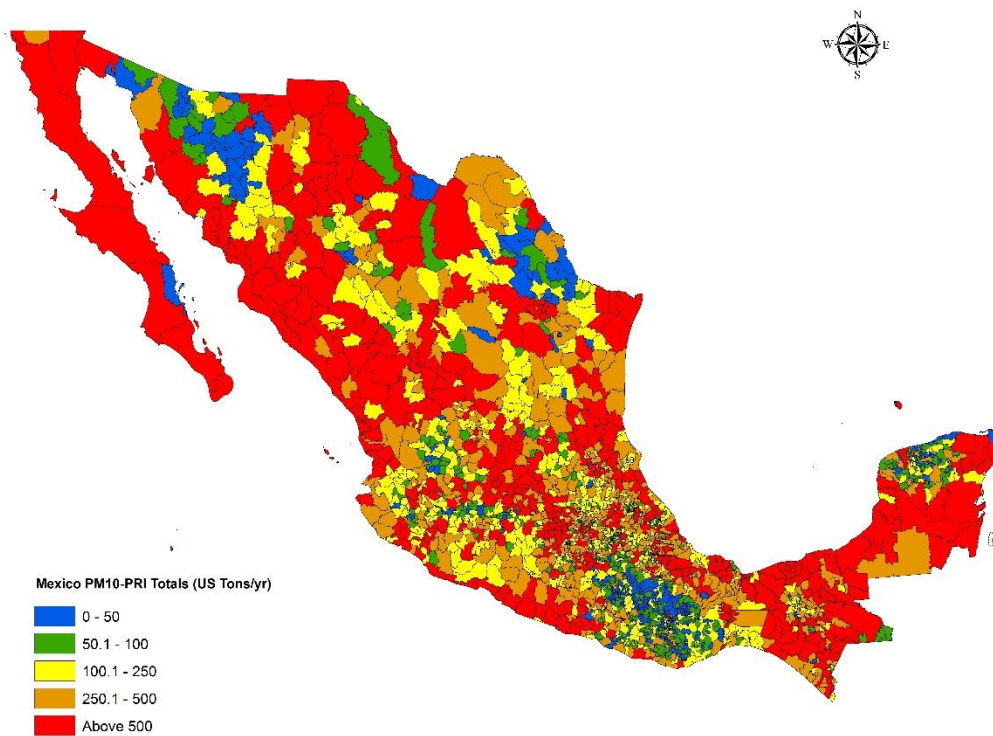 N
W E
S
Mexico PM10-PRI Totals (US Tons/yr)
0 - 50
50.1 - 100
100.1 - 250
250.1 - 500
Above 500